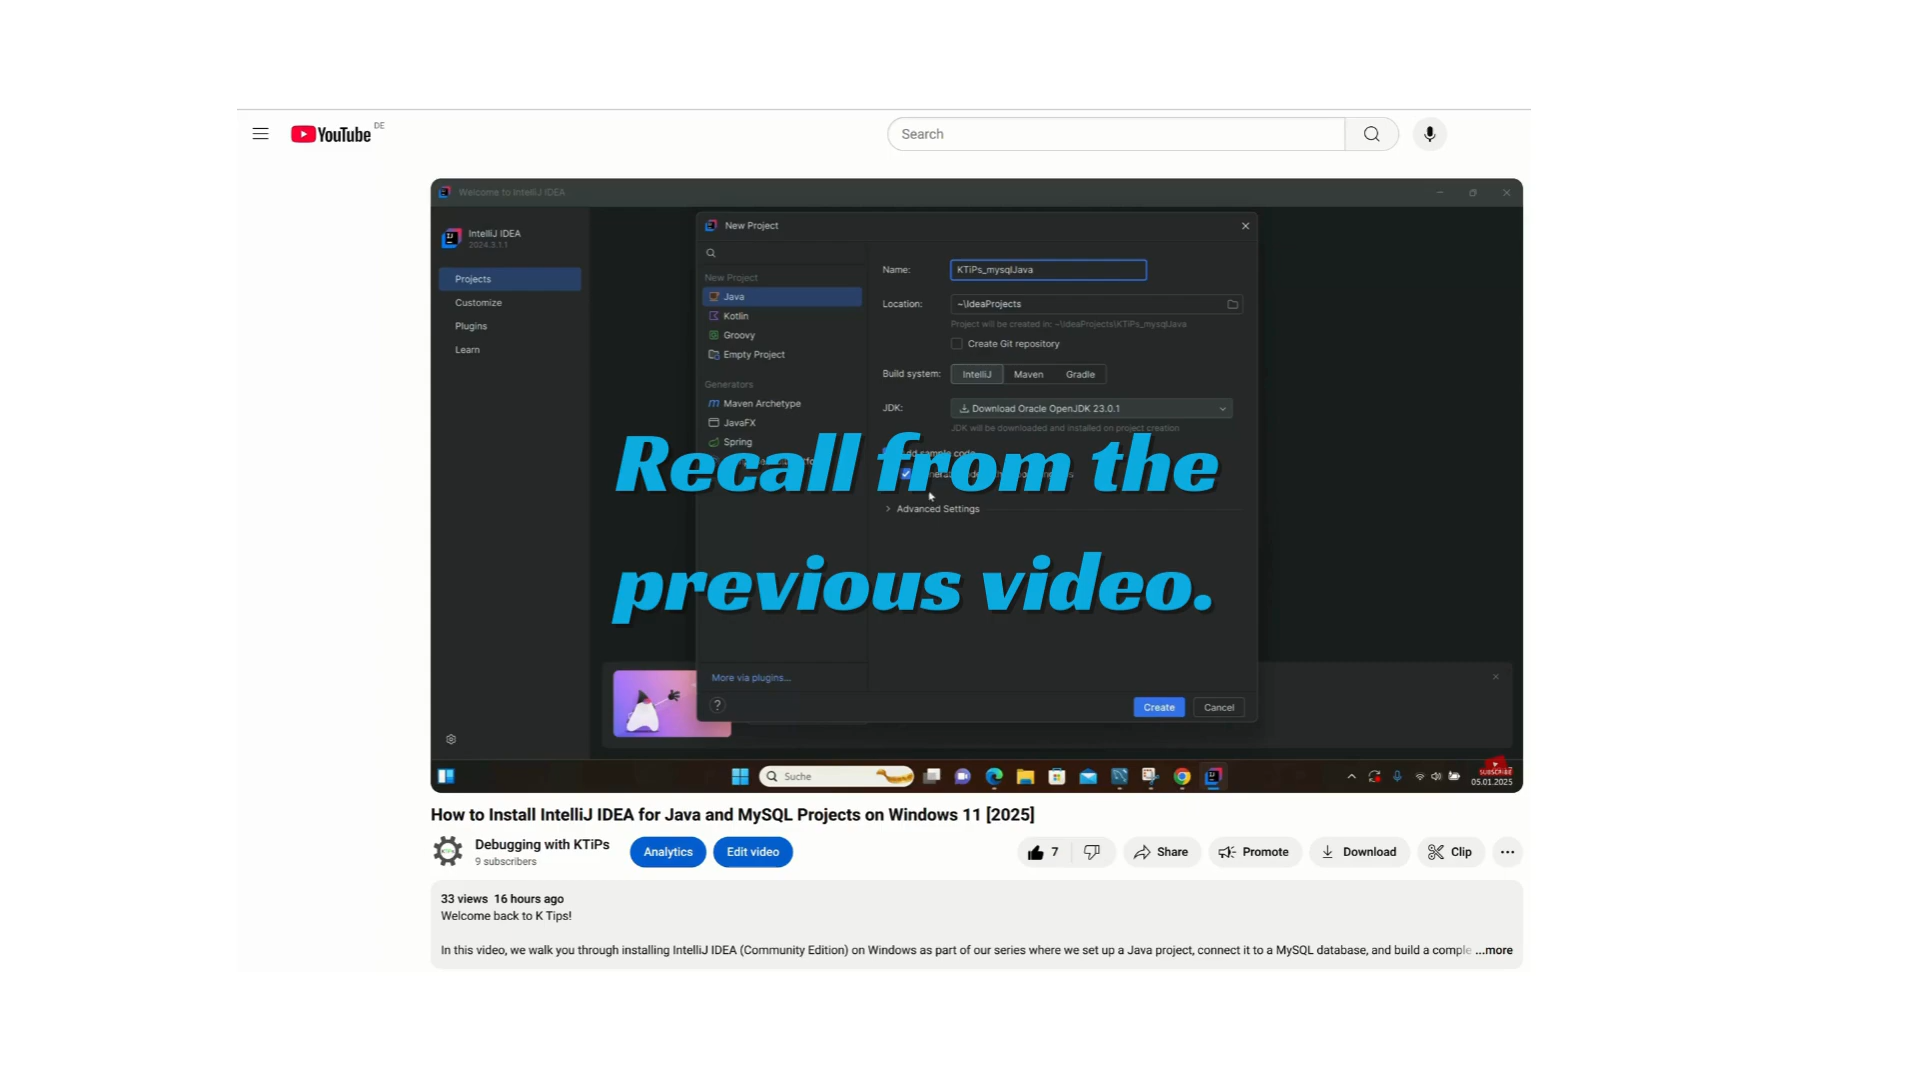 YouTube DE
Search
Welcome to IntelliJ IDEA
IntelliJ IDEA
2024.3.1.1
Projects
Customize
Plugins
Learn
New Project
New Project
Java
Kotlin
Groovy
Empty Project
Generators
Maven Archetype
JavaFX
Spring
More via plugins...
?
Name: KTiPs_mysqlJava
Location: ~\IdeaProjects
Project will be created in: ~\IdeaProjects\KTiPs_mysqlJava
Create Git repository
Build system: IntelliJ Maven Gradle
JDK: Download Oracle OpenJDK 23.0.1
JDK will be downloaded and installed on project creation
sample code
Advanced Settings
Create Cancel
Recall from the
previous video.
Suche
SUBSCRIBE
05.01.2025
How to Install IntelliJ IDEA for Java and MySQL Projects on Windows 11 [2025]
Debugging with KTiPs
9 subscribers
Analytics Edit video
7 Share Promote Download Clip
33 views 16 hours ago
Welcome back to K Tips!
In this video, we walk you through installing IntelliJ IDEA (Community Edition) on Windows as part of our series where we set up a Java project, connect it to a MySQL database, and build a comple ...more